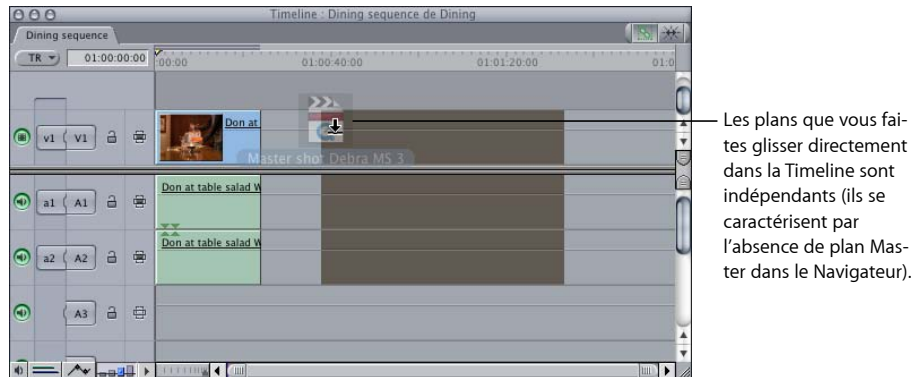 Timeline : Dining sequence de Dining
Dining sequence
TR 01:00:00:00 :00:00 01:00:40:00 01:01:20:00 01:0
v1 V1 Don at
Master shot Debra MS 3
a1 A1 Don at table salad W
a2 A2 Don at table salad W
A3
Les plans que vous fai-
tes glisser directement
dans la Timeline sont
indépendants (ils se
caractérisent par
l’absence de plan Mas-
ter dans le Navigateur).